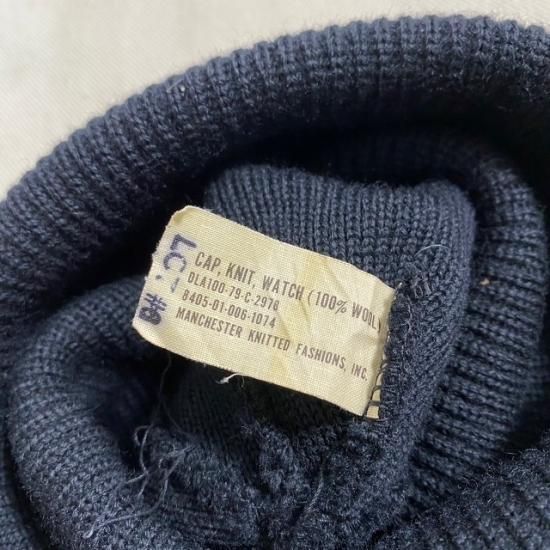 CAP, KNIT, WATCH (100% WOOL)
DLA100-79-C-2978
8405-01-006-1074
MANCHESTER KNITTED FASHIONS, INC.